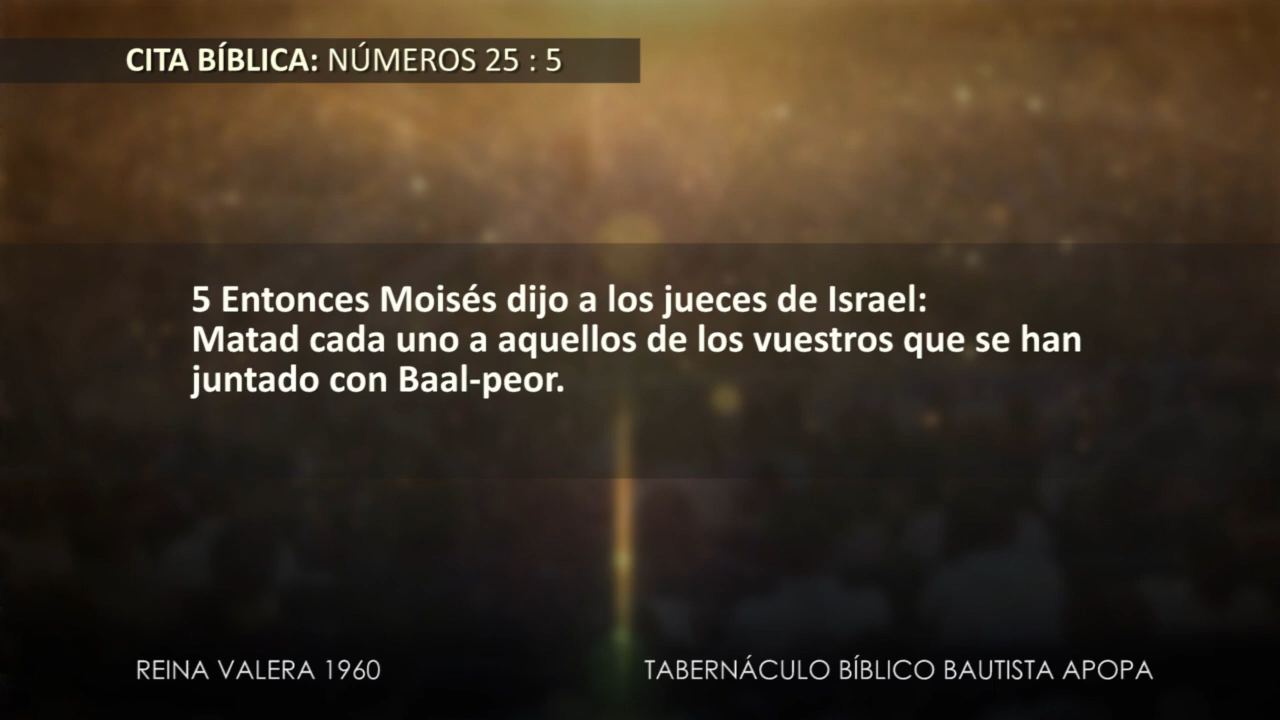 CITA BÍBLICA: NÚMEROS 25 : 5
5 Entonces Moisés dijo a los jueces de Israel:
Matad cada uno a aquellos de los vuestros que se han
juntado con Baal-peor.
REINA VALERA 1960
TABERNÁCULO BÍBLICO BAUTISTA APOPA